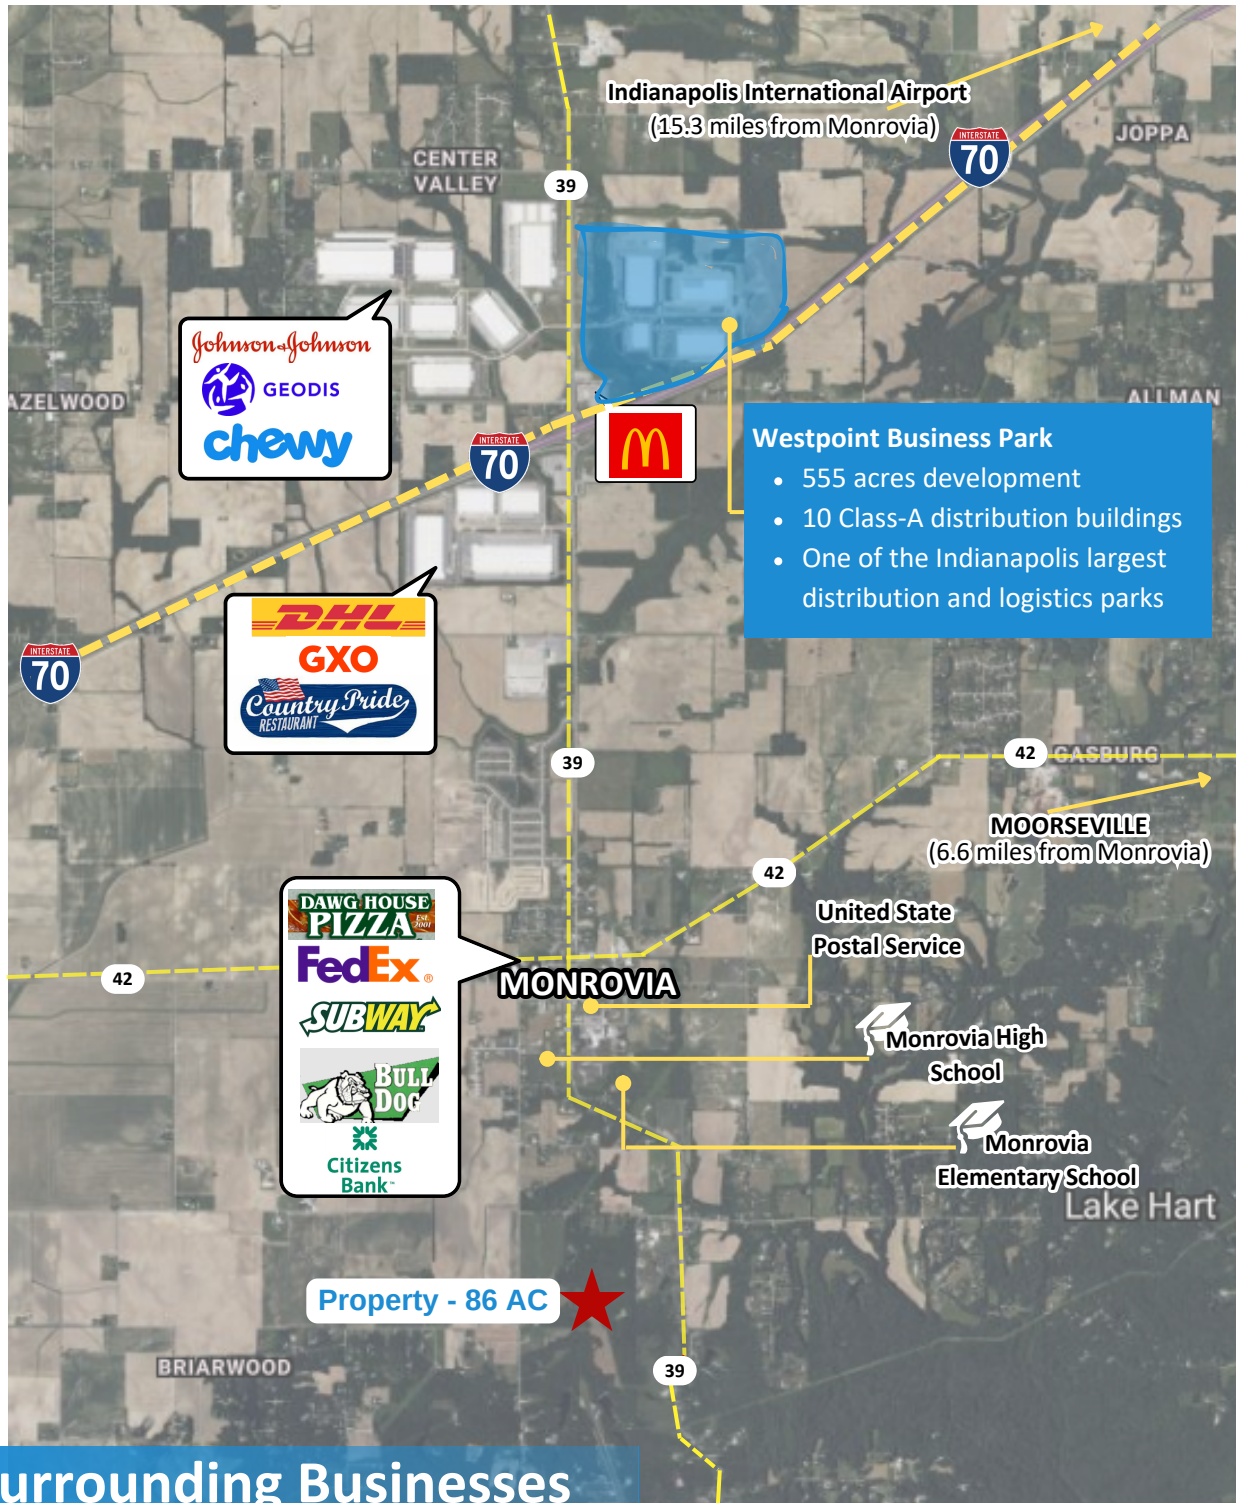 Indianapolis International Airport
(15.3 miles from Monrovia)
INTERSTATE
70
JOPPA
CENTER
VALLEY
39
Johnson & Johnson
GEODIS
chewy
AZELWOOD
ALLMAN
INTERSTATE
70
Westpoint Business Park
• 555 acres development
• 10 Class-A distribution buildings
• One of the Indianapolis largest
distribution and logistics parks
DHL
GXO
Country Pride
RESTAURANT
INTERSTATE
70
39
42
GASBURG
MOORSEVILLE
(6.6 miles from Monrovia)
42
DAWG HOUSE
PIZZA EST. 2001
FedEx®
SUBWAY
BULL
DOG
Citizens
Bank™
United State
Postal Service
42
MONROVIA
Monrovia High
School
Monrovia
Elementary School
Lake Hart
Property - 86 AC
BRIARWOOD
39
urrounding Businesses